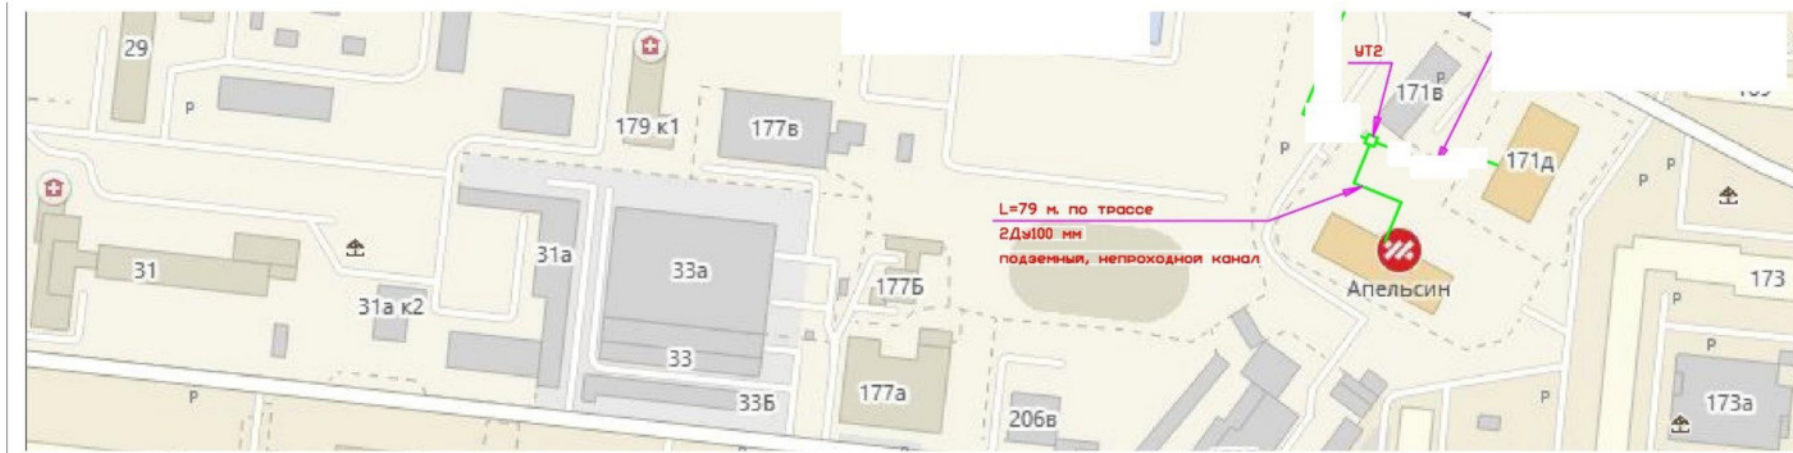 29
УТ2
P
171в
P
179 к1
177в
P
171д
P
P
L=79 м. по трассе
2Ду100 мм
подземный, непроходной канал
31
31а
33а
177Б
Апельсин
173
31а к2
P
P
33
P
177а
173а
P
P
33Б
206в
P